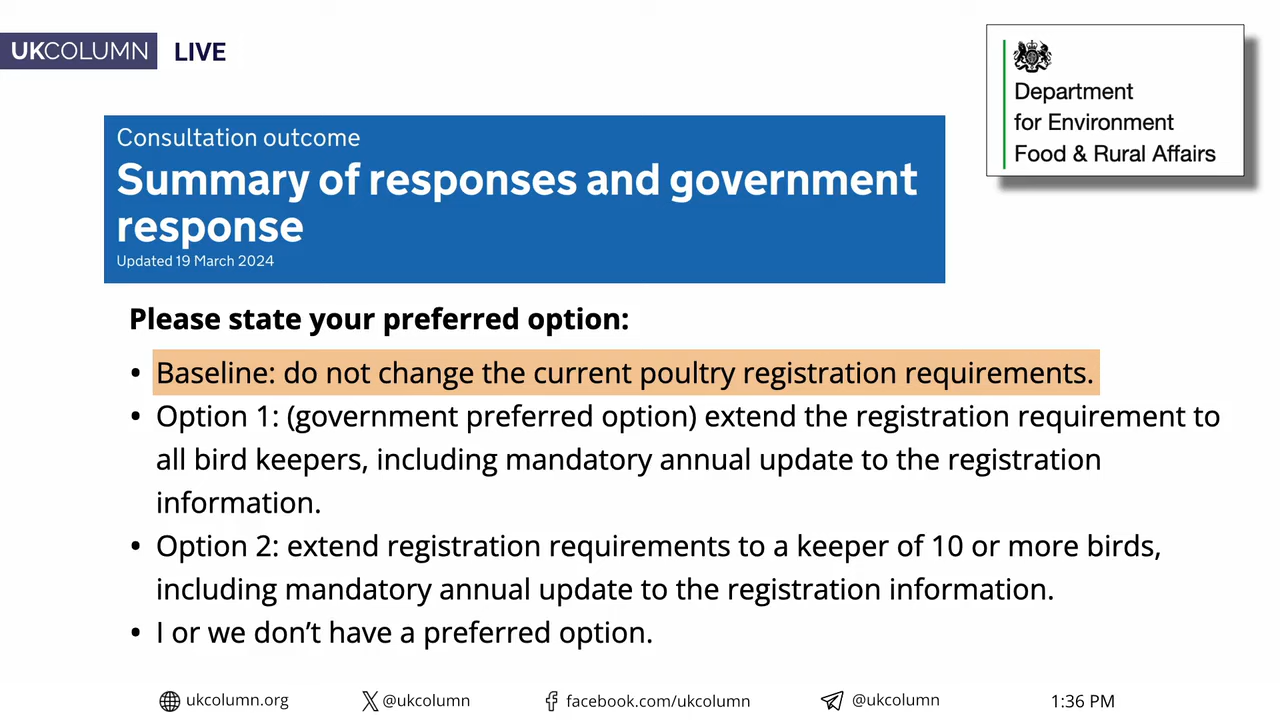 UKCOLUMN LIVE
Department
for Environment
Food & Rural Affairs
Consultation outcome
Summary of responses and government
response
Updated 19 March 2024
Please state your preferred option:
• Baseline: do not change the current poultry registration requirements.
• Option 1: (government preferred option) extend the registration requirement to
all bird keepers, including mandatory annual update to the registration
information.
• Option 2: extend registration requirements to a keeper of 10 or more birds,
including mandatory annual update to the registration information.
• I or we don’t have a preferred option.
ukcolumn.org @ukcolumn facebook.com/ukcolumn @ukcolumn 1:36 PM